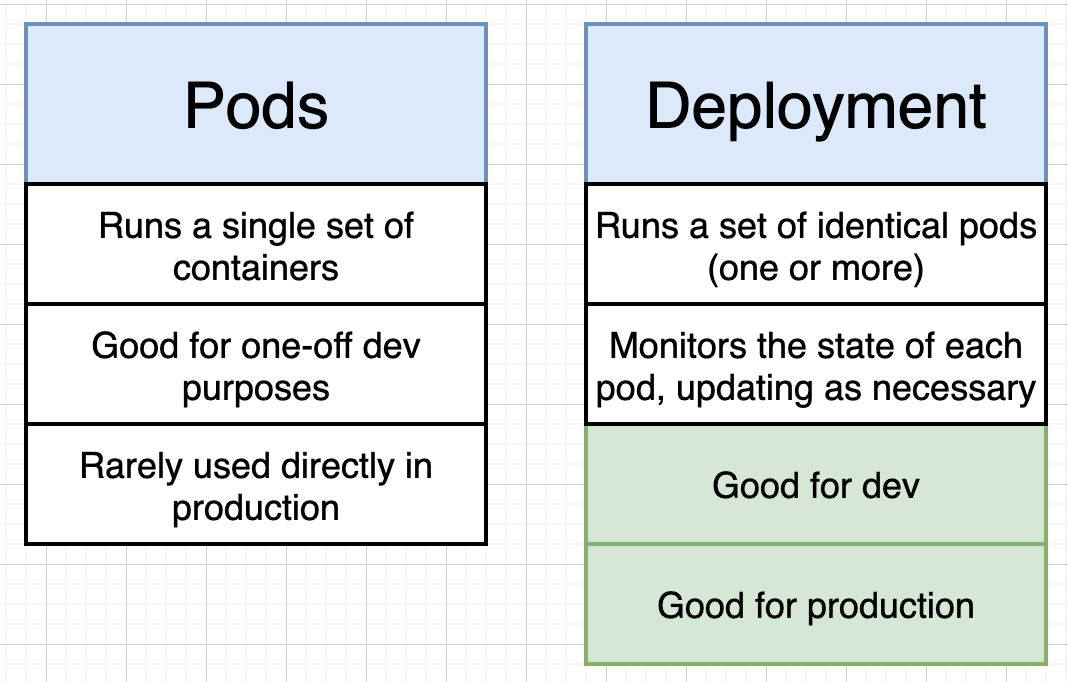 Pods
Runs a single set of
containers
Good for one-off dev
purposes
Rarely used directly in
production
Deployment
Runs a set of identical pods
(one or more)
Monitors the state of each
pod, updating as necessary
Good for dev
Good for production